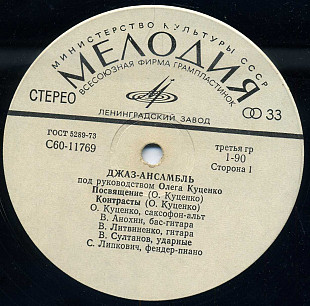 МИНИСТЕРСТВО КУЛЬТУРЫ СССР
МЕЛОДИЯ
ВСЕСОЮЗНАЯ ФИРМА ГРАМПЛАСТИНОК
СТЕРЕО
33
ЛЕНИНГРАДСКИЙ ЗАВОД
ГОСТ 5289-73
С60-11769
третья гр
1-90
Сторона 1
ДЖАЗ-АНСАМБЛЬ
под руководством Олега Куценко
Посвящение (О. Куценко)
Контрасты (О. Куценко)
О. Куценко, саксофон-альт
В. Анохин, бас-гитара
В. Литвиненко, гитара
В. Султанов, ударные
С. Липкович, фендер-пиано